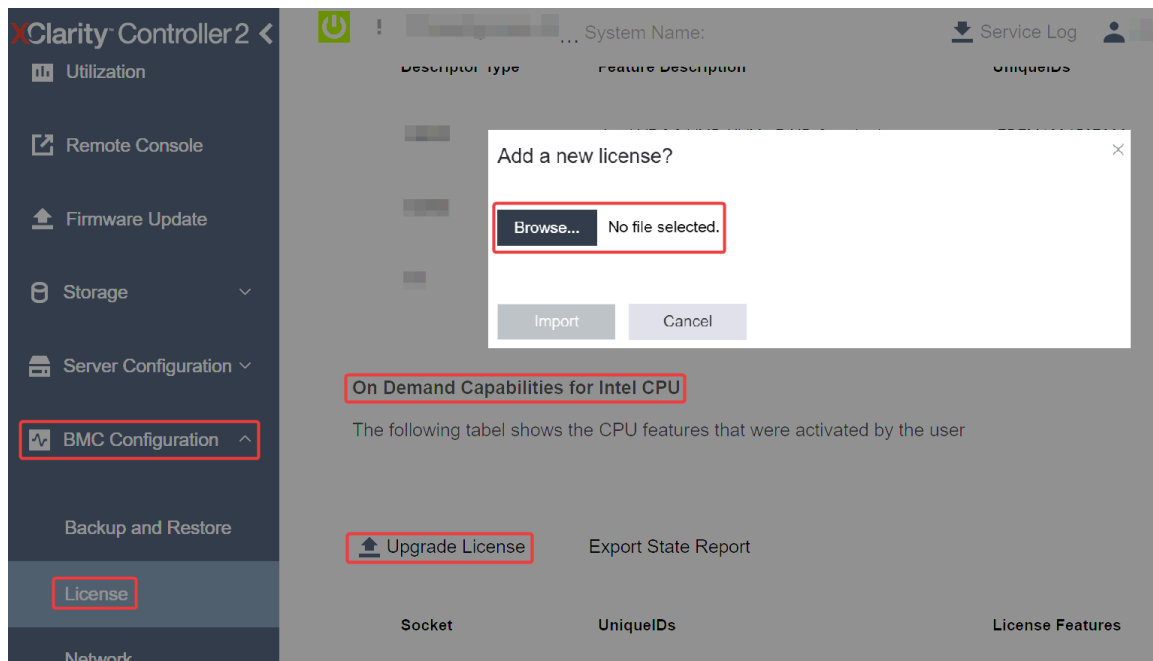 XClarity Controller 2
Utilization
Remote Console
Firmware Update
Storage
Server Configuration
BMC Configuration
Backup and Restore
License
Network
! ... System Name:
Service Log
Descriptor Type Feature Description UniqueIDs
Add a new license?
Browse... No file selected.
Import Cancel
On Demand Capabilities for Intel CPU
The following tabel shows the CPU features that were activated by the user
Upgrade License Export State Report
Socket UniqueIDs License Features